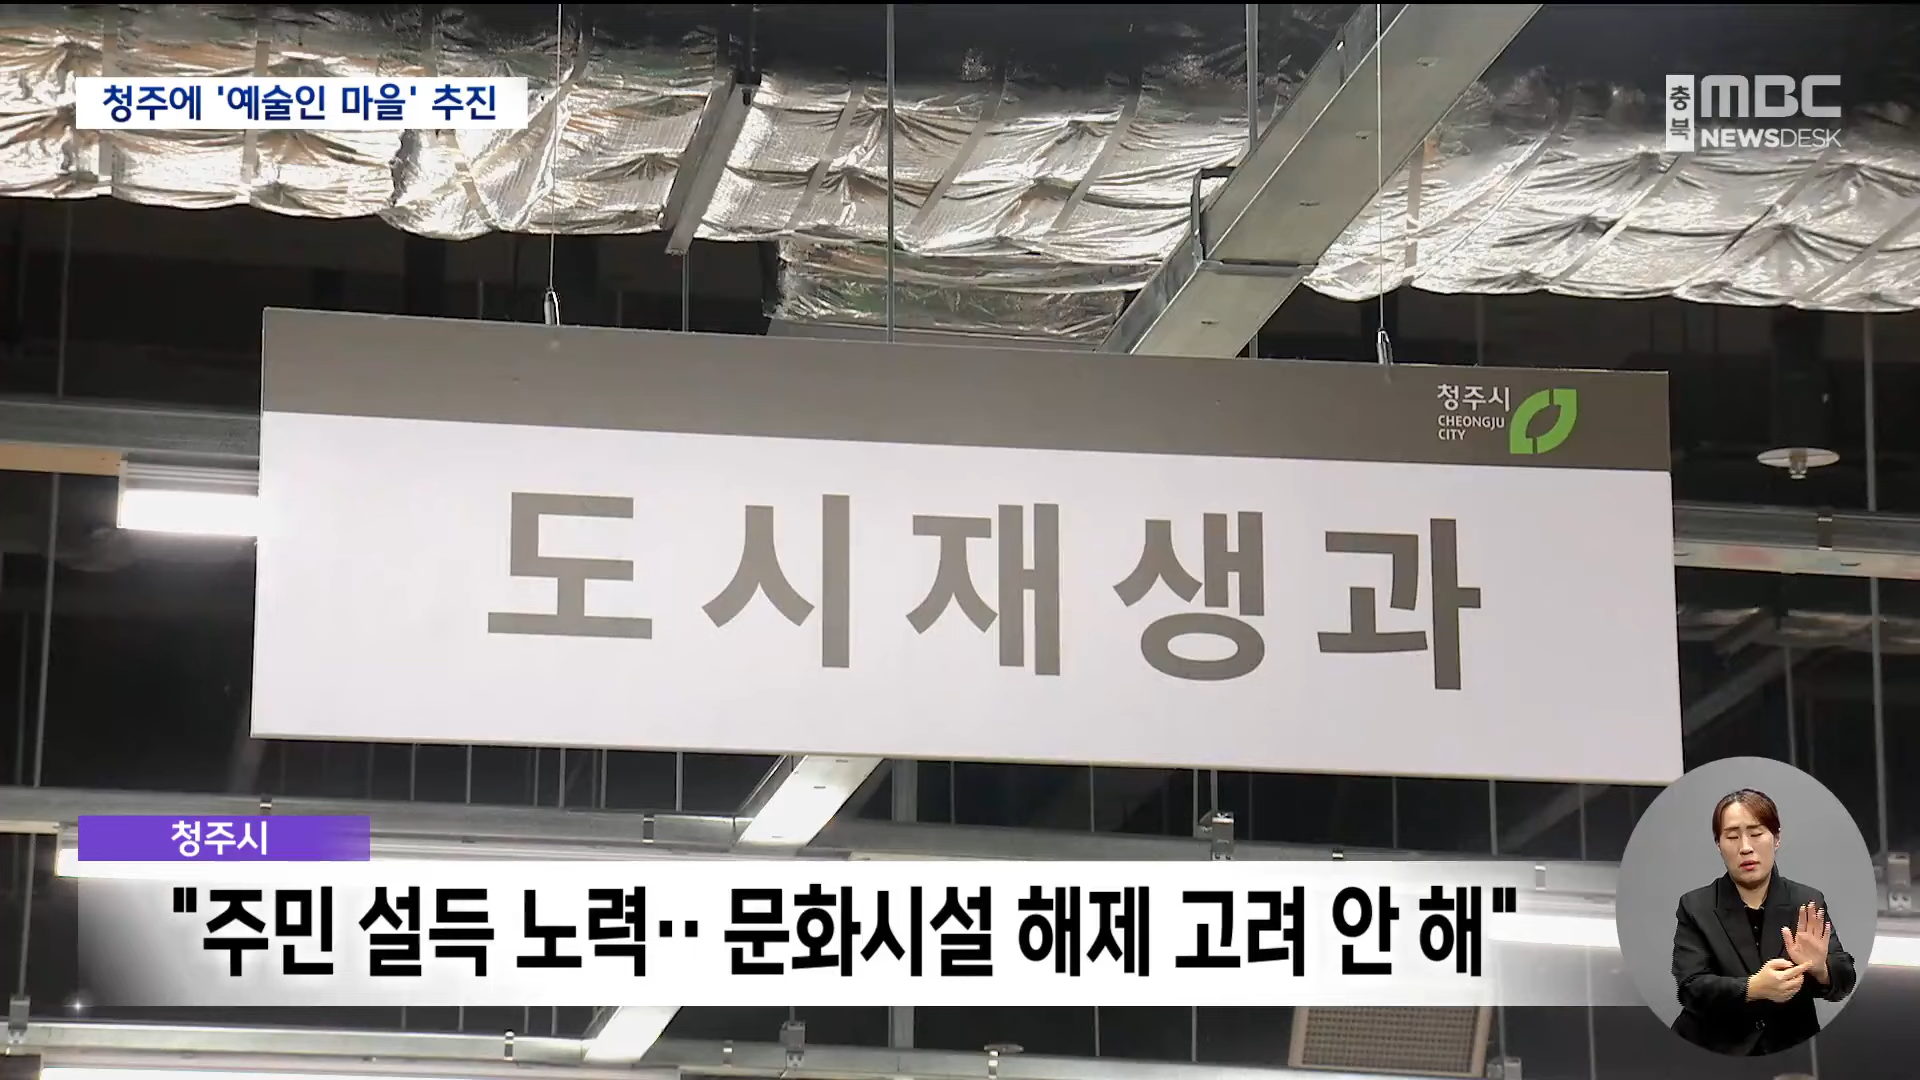 청주에 '예술인 마을' 추진
충북 MBC
NEWSDESK
청주시
CHEONGJU
CITY
도시재생과
청주시
"주민 설득 노력‥ 문화시설 해제 고려 안 해"